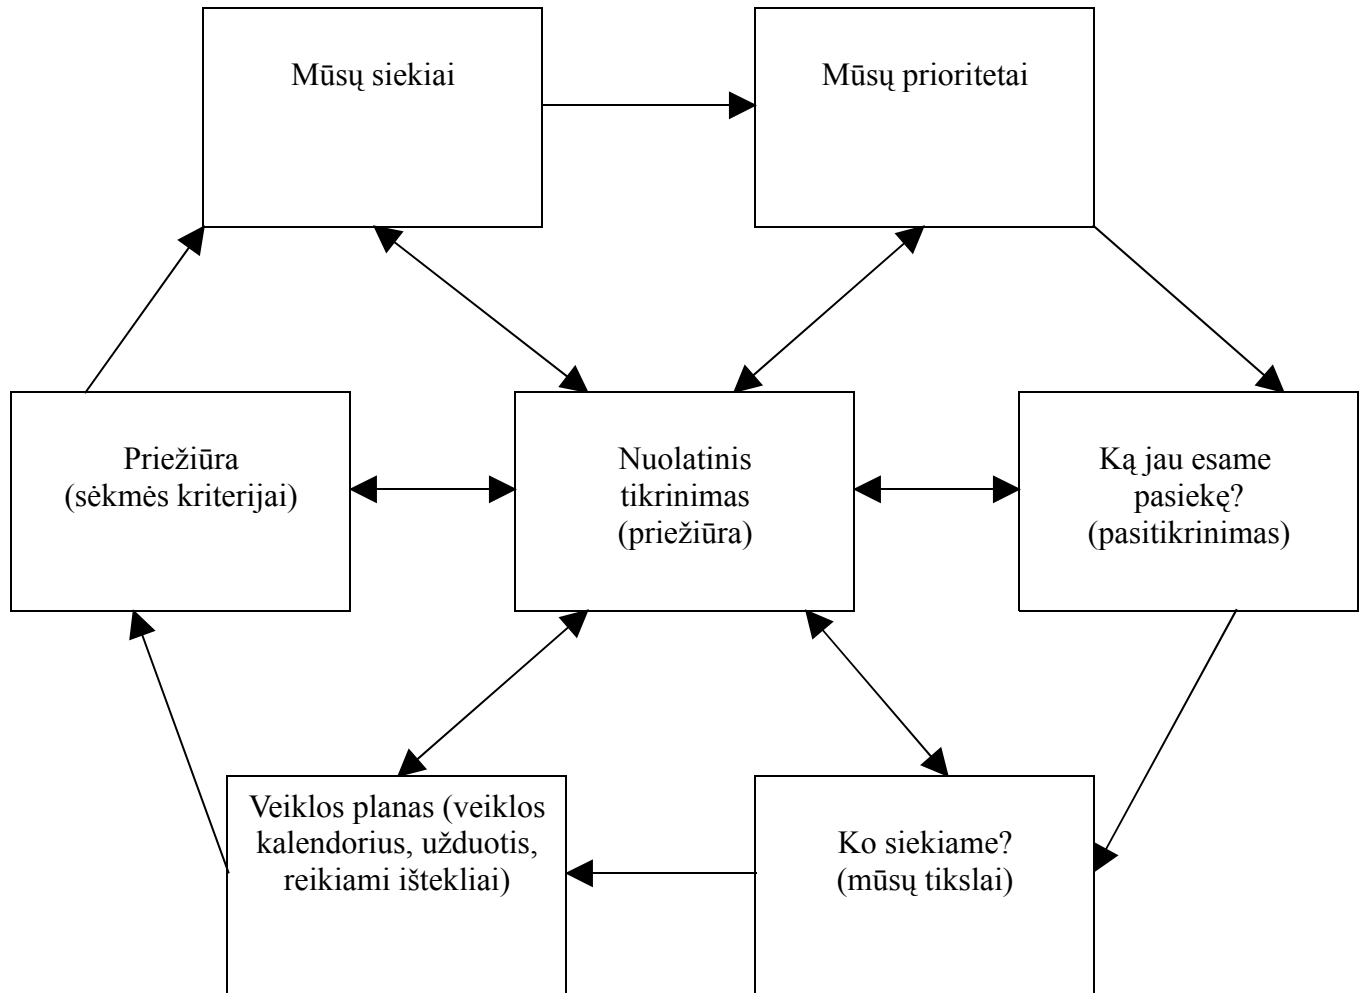 Mūsų siekiai
Mūsų prioritetai
Priežiūra
(sėkmės kriterijai)
Nuolatinis
tikrinimas
(priežiūra)
Ką jau esame
pasiekę?
(pasitikrinimas)
Veiklos planas (veiklos
kalendorius, užduotis,
reikiami ištekliai)
Ko siekiame?
(mūsų tikslai)